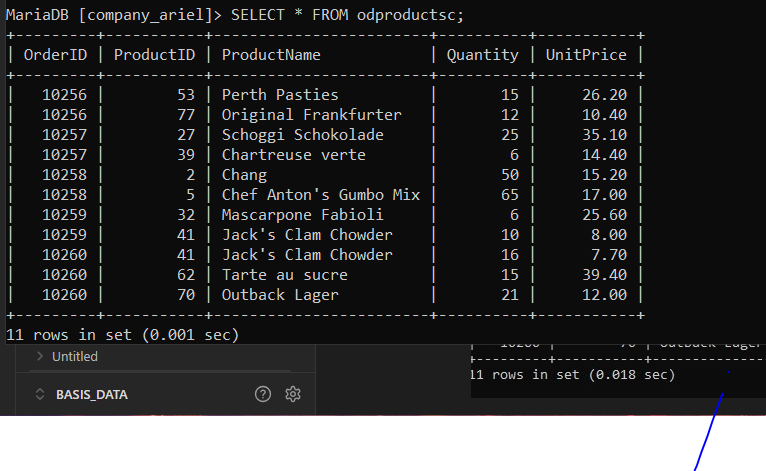 MariaDB [company_ariel]> SELECT * FROM odproductsc;
+---------+-----------+------------------------+----------+-----------+
| OrderID | ProductID | ProductName            | Quantity | UnitPrice |
+---------+-----------+------------------------+----------+-----------+
|   10256 |        53 | Perth Pasties          |       15 |     26.20 |
|   10256 |        77 | Original Frankfurter   |       12 |     10.40 |
|   10257 |        27 | Schoggi Schokolade     |       25 |     35.10 |
|   10257 |        39 | Chartreuse verte       |        6 |     14.40 |
|   10258 |         2 | Chang                  |       50 |     15.20 |
|   10258 |         5 | Chef Anton's Gumbo Mix |       65 |     17.00 |
|   10259 |        32 | Mascarpone Fabioli     |        6 |     25.60 |
|   10259 |        41 | Jack's Clam Chowder    |       10 |      8.00 |
|   10260 |        41 | Jack's Clam Chowder    |       16 |      7.70 |
|   10260 |        62 | Tarte au sucre         |       15 |     39.40 |
|   10260 |        70 | Outback Lager          |       21 |     12.00 |
+---------+-----------+------------------------+----------+-----------+
11 rows in set (0.001 sec)
> Untitled
BASIS_DATA
11 rows in set (0.018 sec)